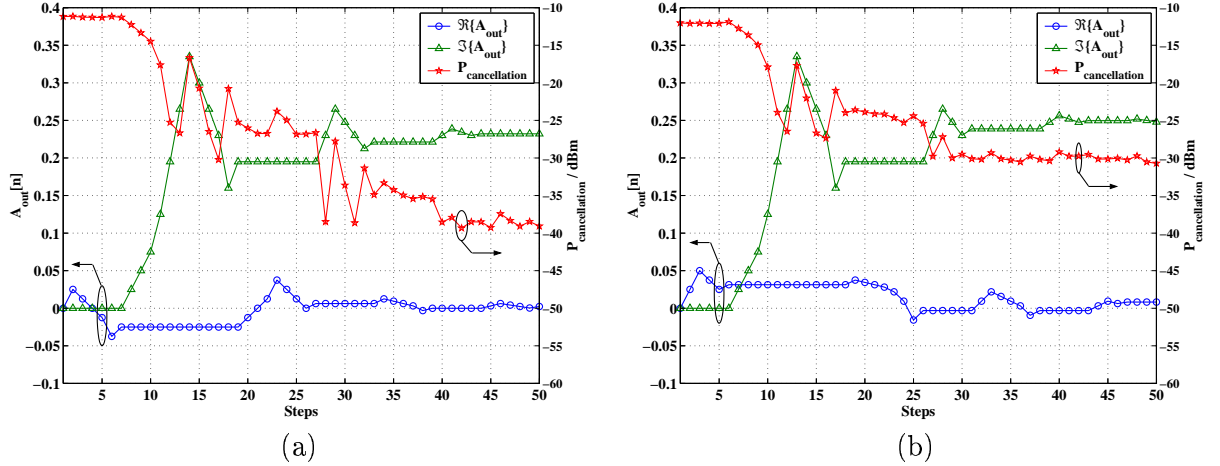 0.4
0.35
0.3
0.25
0.2
0.15
0.1
0.05
0
−0.05
−0.1
A_out[n]
5 10 15 20 25 30 35 40 45 50
Steps
−10
−15
−20
−25
−30
−35
−40
−45
−50
−55
−60
P_cancellation / dBm
ℜ{A_out}
ℑ{A_out}
P_cancellation
(a)
0.4
0.35
0.3
0.25
0.2
0.15
0.1
0.05
0
−0.05
−0.1
A_out[n]
5 10 15 20 25 30 35 40 45 50
Steps
−10
−15
−20
−25
−30
−35
−40
−45
−50
−55
−60
P_cancellation / dBm
ℜ{A_out}
ℑ{A_out}
P_cancellation
(b)